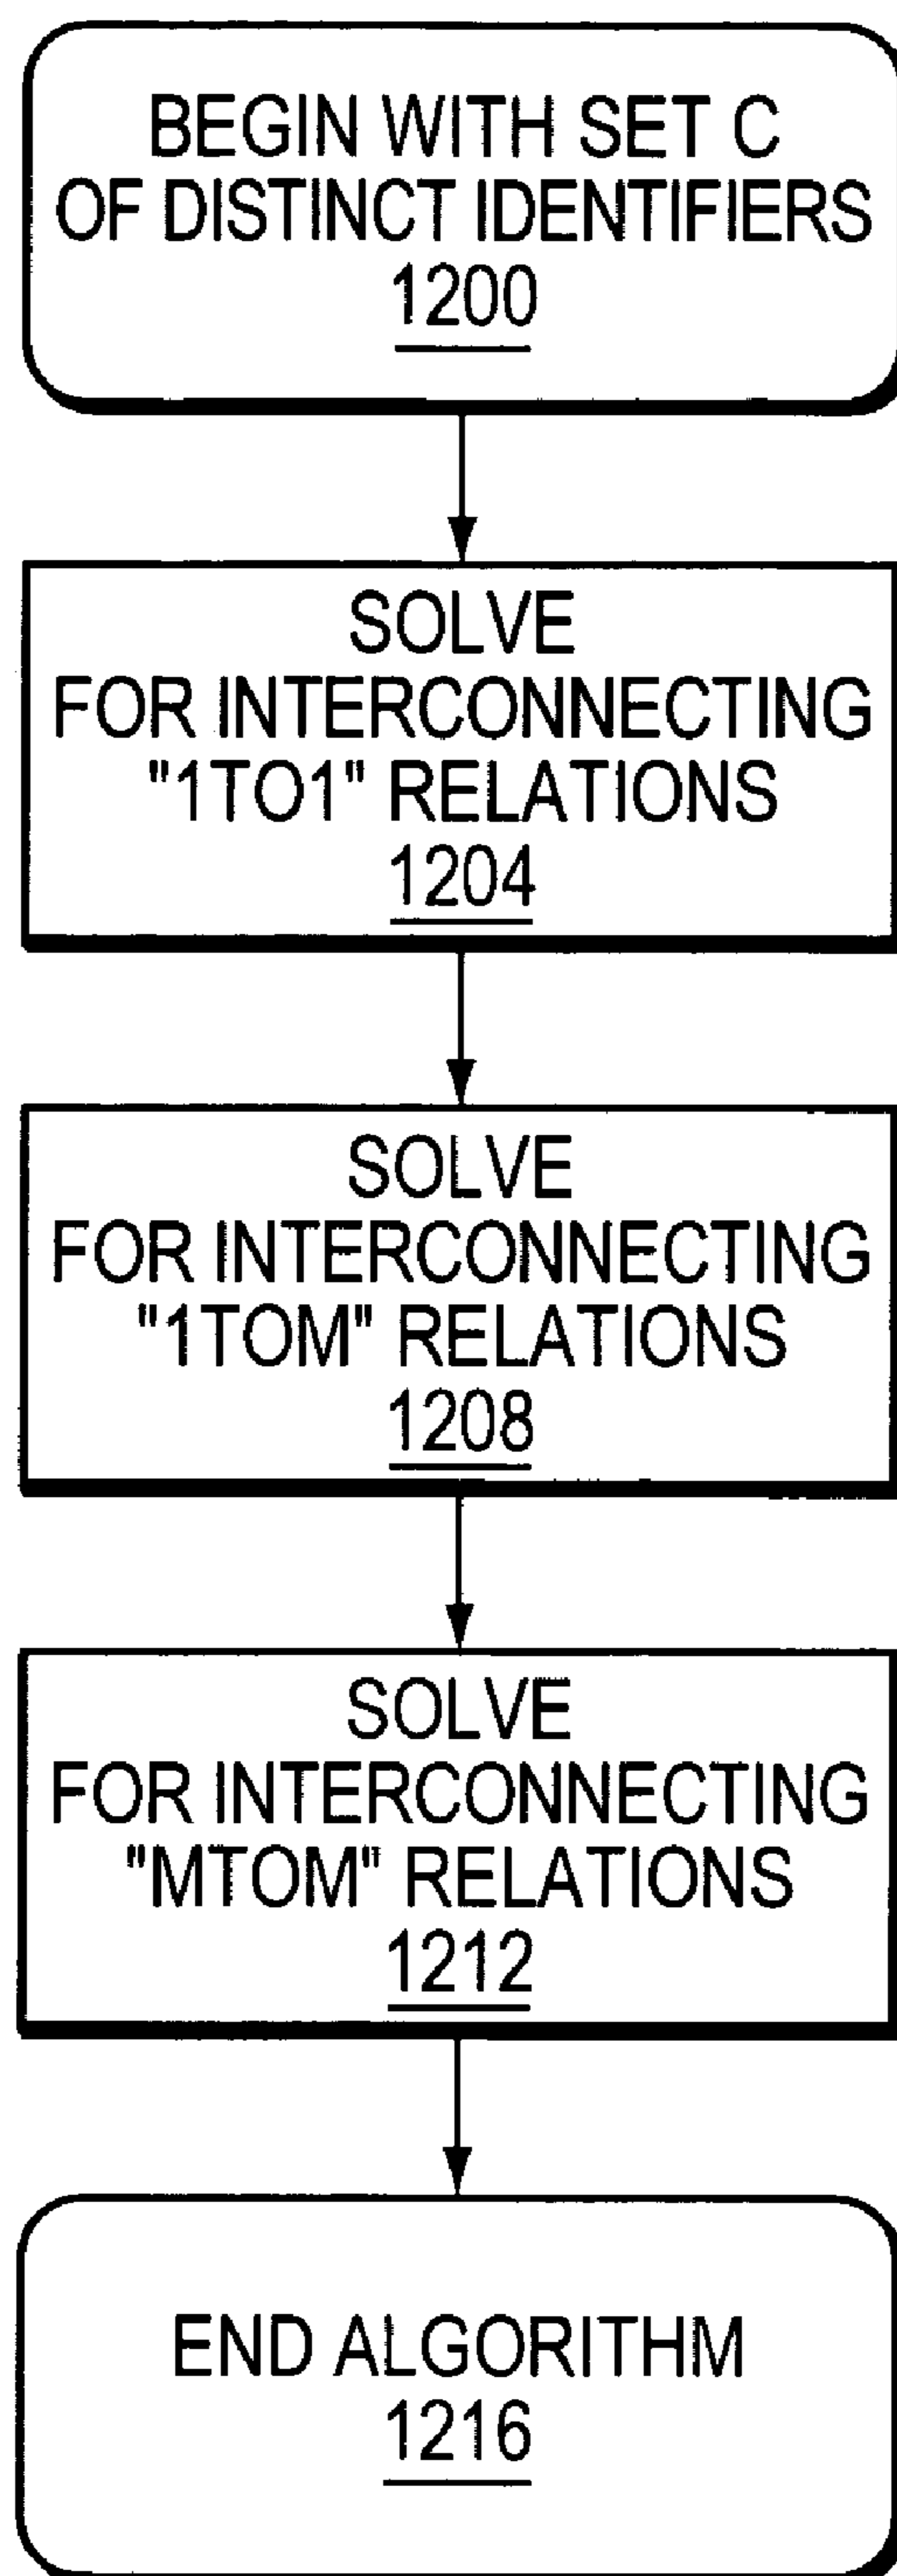 BEGIN WITH SET C
OF DISTINCT IDENTIFIERS
1200
SOLVE
FOR INTERCONNECTING
"1TO1" RELATIONS
1204
SOLVE
FOR INTERCONNECTING
"1TOM" RELATIONS
1208
SOLVE
FOR INTERCONNECTING
"MTOM" RELATIONS
1212
END ALGORITHM
1216